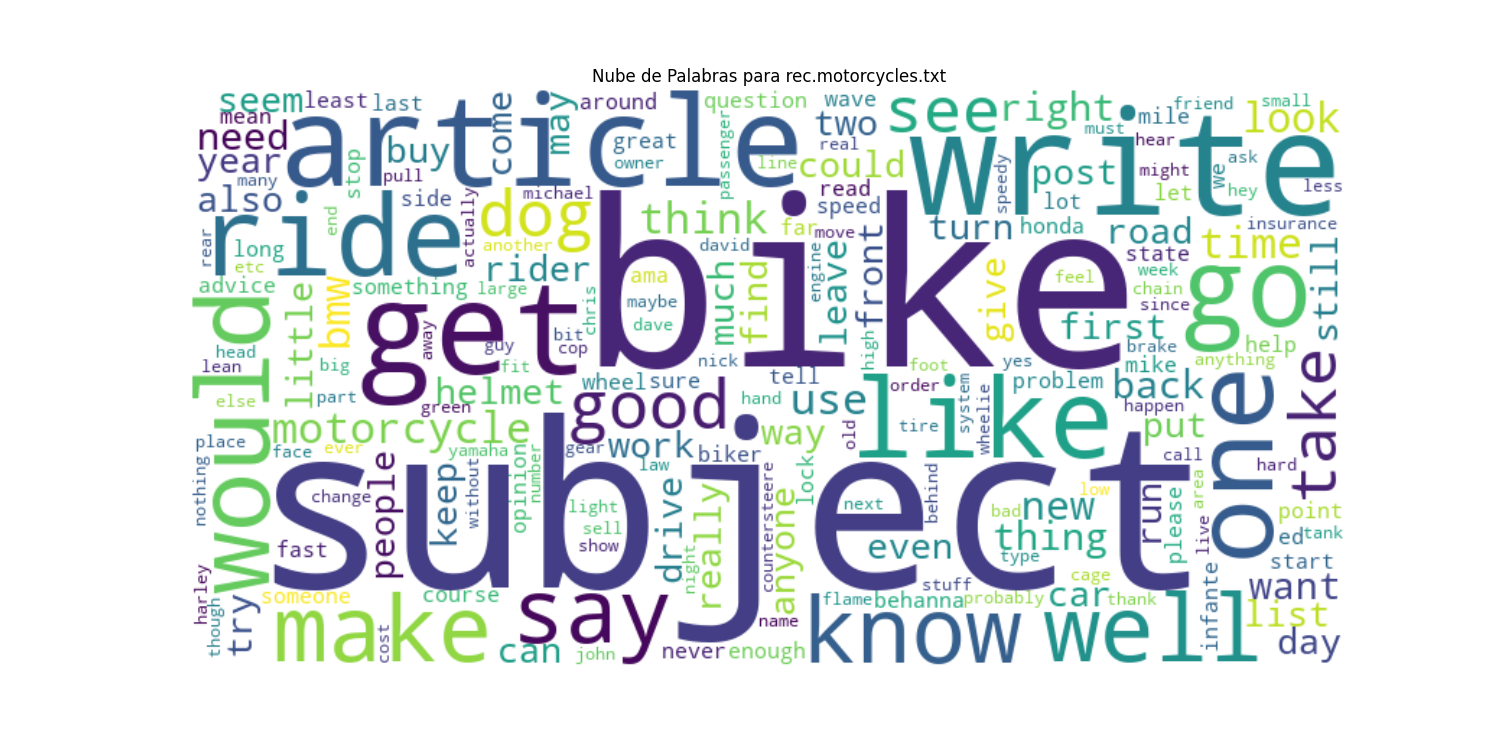 Nube de Palabras para rec.motorcycles.txt
seem
least
last
come
may
around
question
wave
see
right
friend
small
mean
article
great
passenger
two
write
must
mile
look
need
buy
owner
line
real
hear
year
stop
pull
could
speedy
post
might
we
ask
many
michael
read
let
hey
less
also
side
actually
dog
think
far
speed
lot
ride
end
another
david
move
turn
honda
road
time
insurance
rear
long
rider
bike
engine
front
state
etc
ama
much
find
leave
give
feel
week
go
still
advice
something
large
maybe
chain
since
would
little
bmw
get
chris
dave
first
head
away
bit
high
brake
help
lean
big
guy
cop
nick
foot
yes
mike
anything
fit
tell
else
part
helmet
wheel
sure
order
system
wheelie
problem
back
one
take
green
good
hand
use
like
happen
motorcycle
old
tire
put
place
face
ever
yamaha
gear
work
biker
way
call
nothing
law
lock
hard
subject
change
people
keep
without
opinion
number
light
drive
really
countersteere
anyone
next
behind
low
new
run
please
area
point
sell
bad
thing
live
ed
tank
fast
show
night
even
type
start
harley
stuff
cage
want
though
try
someone
course
say
name
flame
behanna
probably
car
thank
infante
list
make
cost
can
john
never
enough
know
well
day